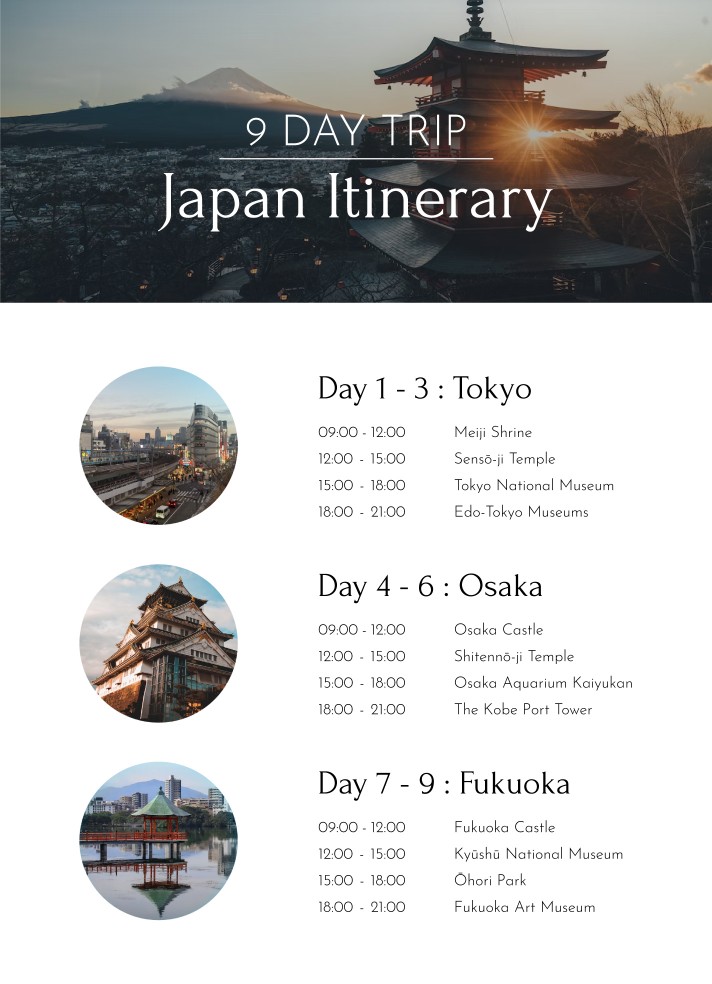 9 DAY TRIP
Japan Itinerary
Day 1 - 3 : Tokyo
09:00 - 12:00 Meiji Shrine
12:00 - 15:00 Sensō-ji Temple
15:00 - 18:00 Tokyo National Museum
18:00 - 21:00 Edo-Tokyo Museums
Day 4 - 6 : Osaka
09:00 - 12:00 Osaka Castle
12:00 - 15:00 Shitennō-ji Temple
15:00 - 18:00 Osaka Aquarium Kaiyukan
18:00 - 21:00 The Kobe Port Tower
Day 7 - 9 : Fukuoka
09:00 - 12:00 Fukuoka Castle
12:00 - 15:00 Kyūshū National Museum
15:00 - 18:00 Ōhori Park
18:00 - 21:00 Fukuoka Art Museum